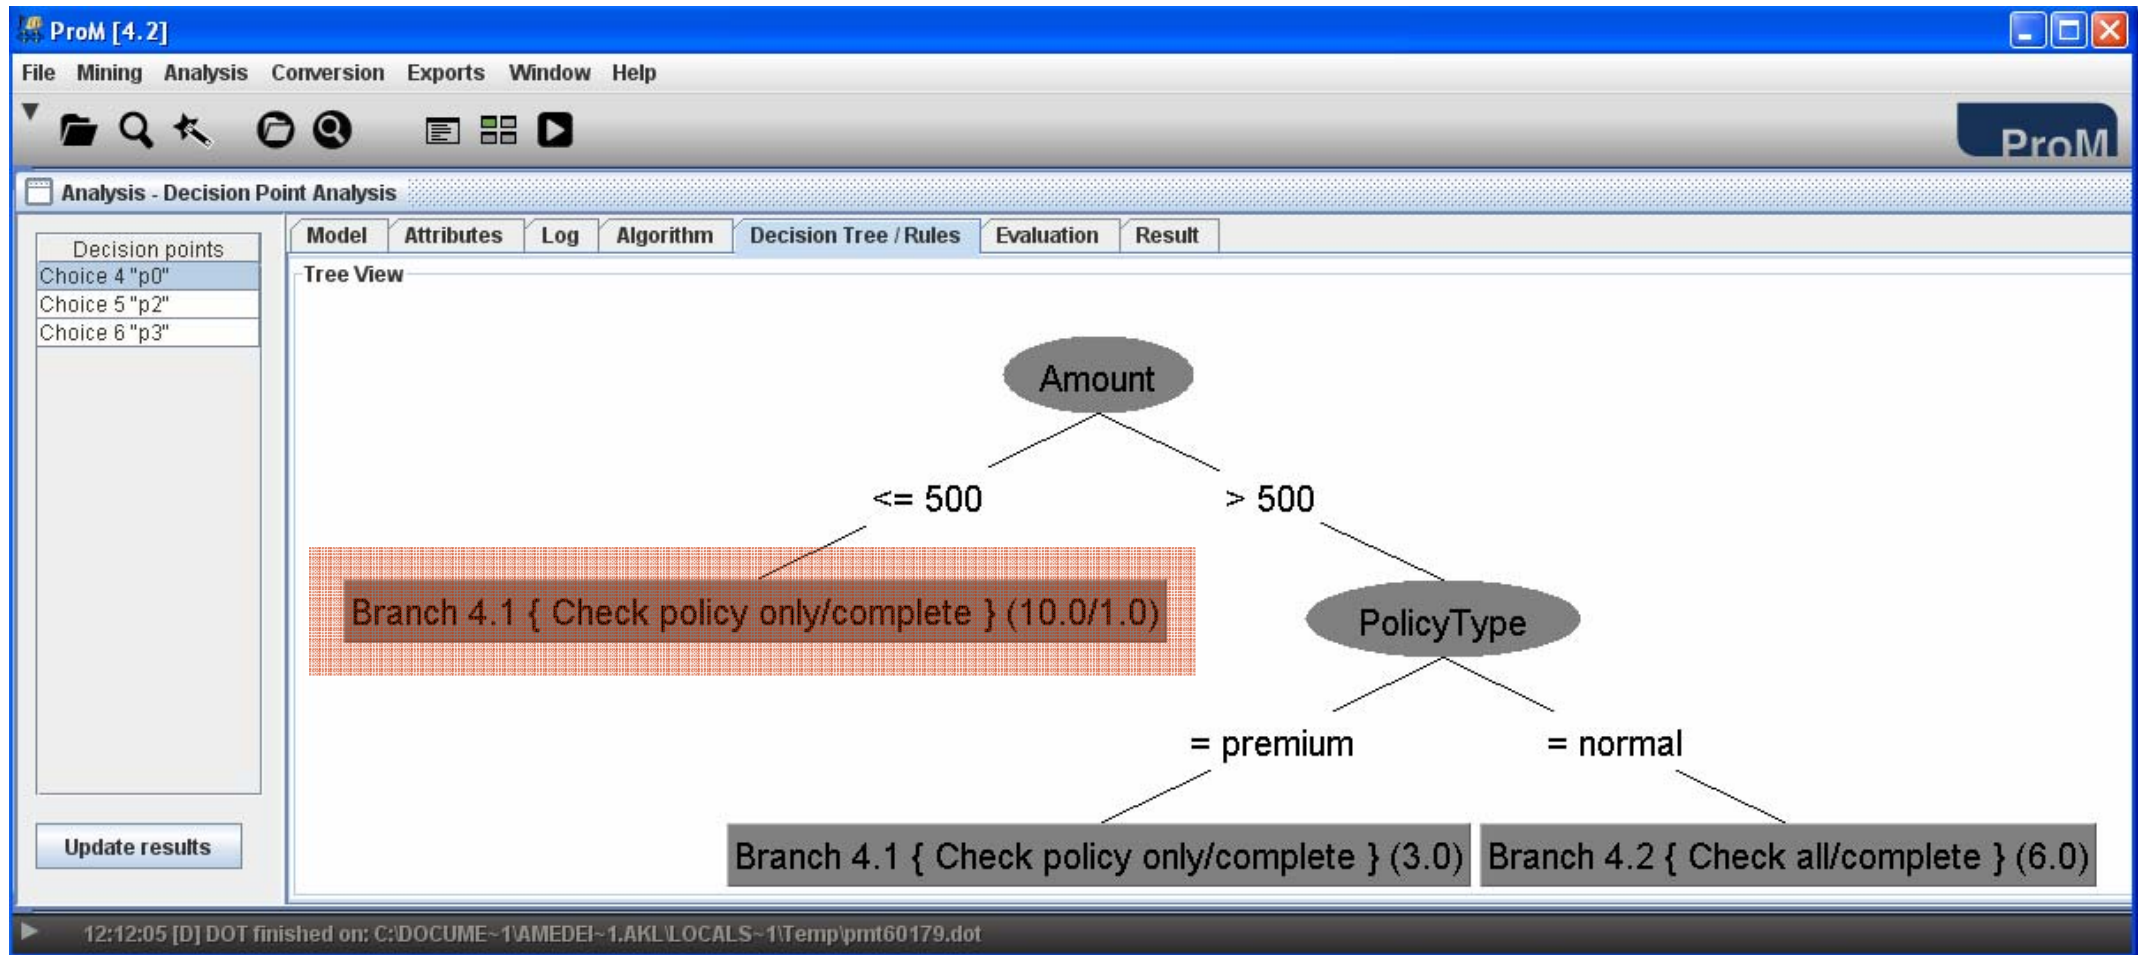 ProM [4.2]
File Mining Analysis Conversion Exports Window Help
ProM
Analysis - Decision Point Analysis
Decision points
Choice 4 "p0"
Choice 5 "p2"
Choice 6 "p3"
Update results
Model Attributes Log Algorithm Decision Tree / Rules Evaluation Result
Tree View
Amount
<= 500 > 500
Branch 4.1 { Check policy only/complete } (10.0/1.0)
PolicyType
= premium = normal
Branch 4.1 { Check policy only/complete } (3.0) Branch 4.2 { Check all/complete } (6.0)
12:12:05 [D] DOT finished on: C:\DOCUME~1\AMEDEI~1.AKL\LOCALS~1\Temp\pmt60179.dot